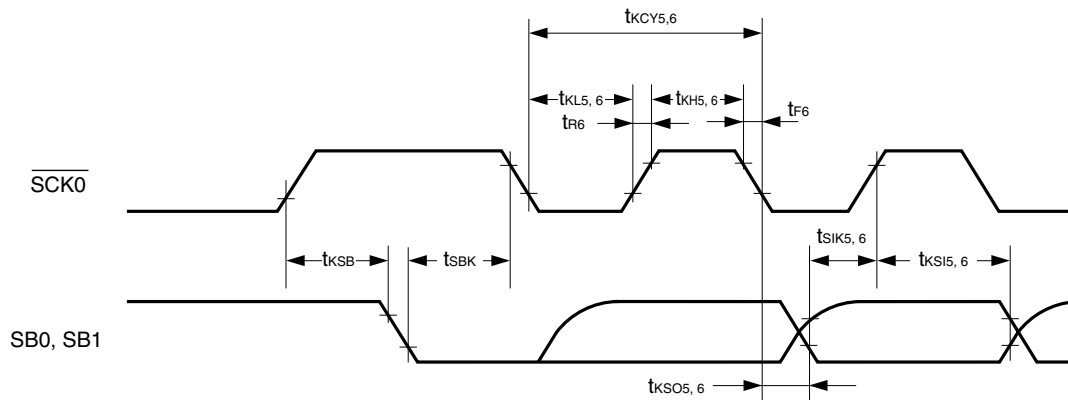 tKCY5,6
tKL5, 6
tKH5, 6
tR6
tF6
SCK0
tSIK5, 6
tKSB
tSBK
tKSI5, 6
SB0, SB1
tKSO5, 6